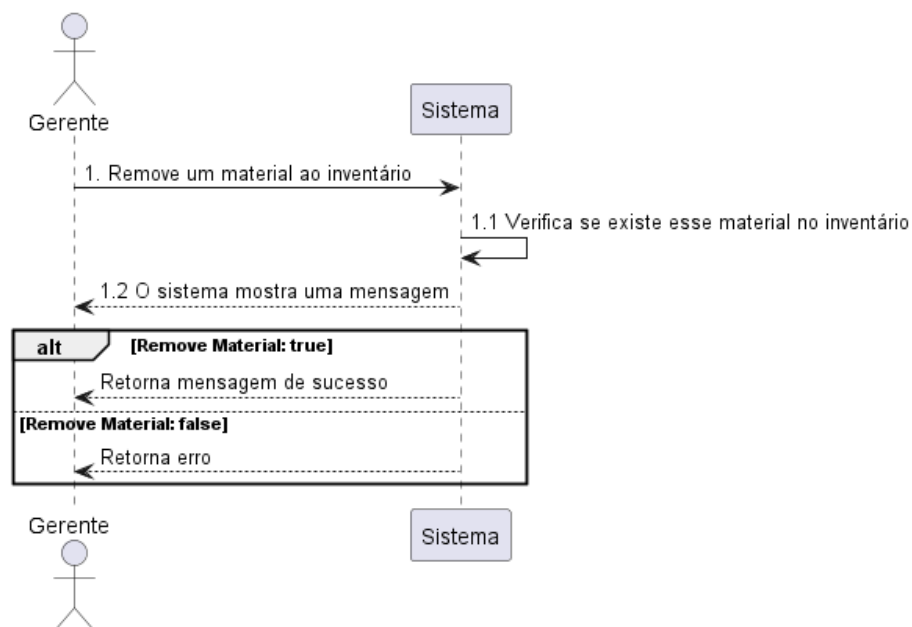 Gerente
Sistema
1. Remove um material ao inventário
1.1 Verifica se existe esse material no inventário
1.2 O sistema mostra uma mensagem
alt [Remove Material: true]
Retorna mensagem de sucesso
[Remove Material: false]
Retorna erro
Gerente
Sistema